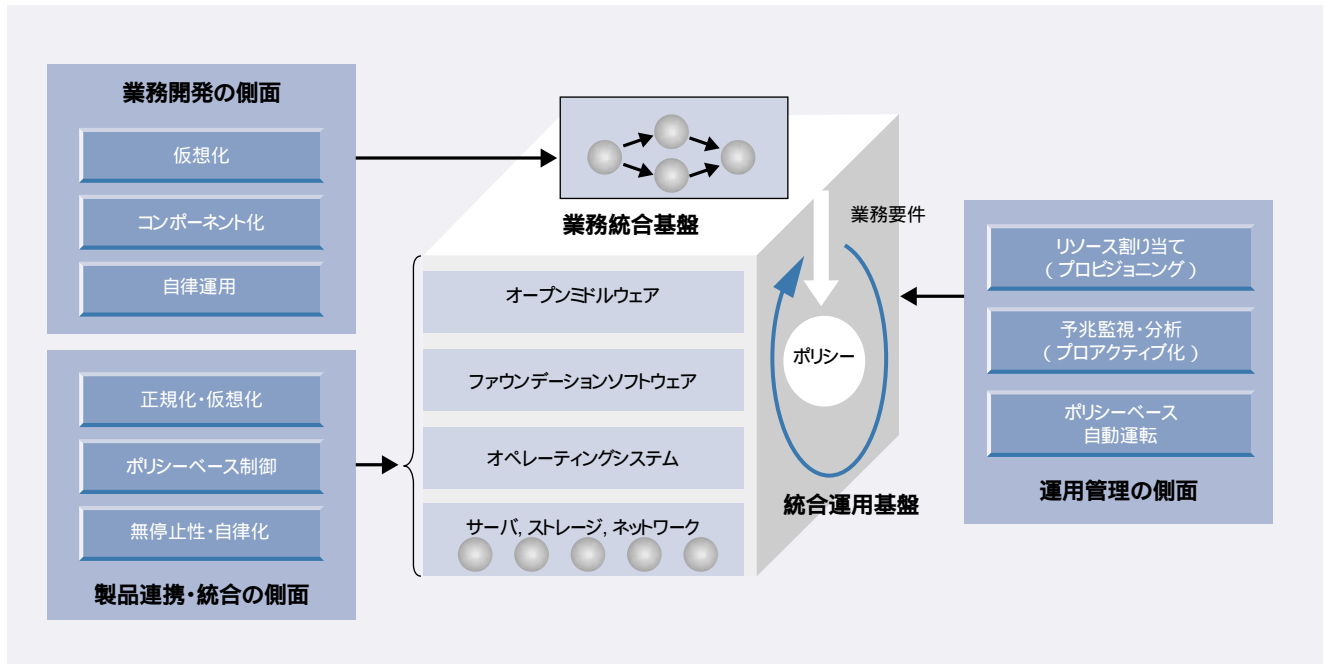 業務開発の側面
仮想化
コンポーネント化
自律運用
正規化・仮想化
ポリシーベース制御
無停止性・自律化
製品連携・統合の側面
業務統合基盤
オープンミドルウェア
ファウンデーションソフトウェア
オペレーティングシステム
サーバ, ストレージ, ネットワーク
業務要件
ポリシー
統合運用基盤
リソース割り当て
( プロビジョニング )
予兆監視・分析
( プロアクティブ化 )
ポリシーベース
自動運転
運用管理の側面